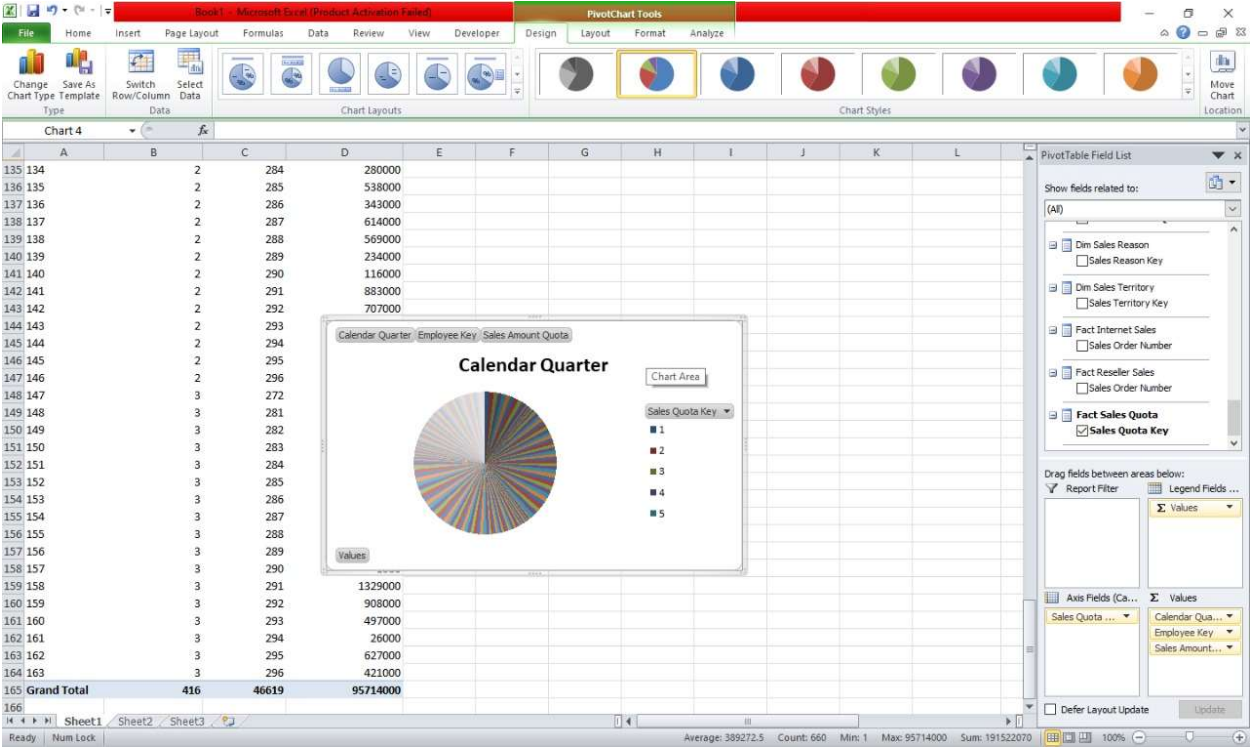 Book1 - Microsoft Excel (Product Activation Failed)
PivotChart Tools
File Home Insert Page Layout Formulas Data Review View Developer Design Layout Format Analyze
Change Chart Type
Save As Template
Switch Row/Column
Select Data
Move Chart
Type Data Chart Layouts Chart Styles Location
Chart 4 fx
A B C D E F G H I J K L
135 134 2 284 280000
136 135 2 285 538000
137 136 2 286 343000
138 137 2 287 614000
139 138 2 288 569000
140 139 2 289 234000
141 140 2 290 116000
142 141 2 291 883000
143 142 2 292 707000
144 143 2 293
145 144 2 294
146 145 2 295
147 146 2 296
148 147 3 272
149 148 3 281
150 149 3 282
151 150 3 283
152 151 3 284
153 152 3 285
154 153 3 286
155 154 3 287
156 155 3 288
157 156 3 289
158 157 3 290
159 158 3 291 1329000
160 159 3 292 908000
161 160 3 293 497000
162 161 3 294 26000
163 162 3 295 627000
164 163 3 296 421000
165 Grand Total 416 46619 95714000
166
Calendar Quarter Employee Key Sales Amount Quota
Calendar Quarter
Chart Area
Sales Quota Key
1
2
3
4
5
Values
PivotTable Field List
Show fields related to:
(All)
Dim Sales Reason
Sales Reason Key
Dim Sales Territory
Sales Territory Key
Fact Internet Sales
Sales Order Number
Fact Reseller Sales
Sales Order Number
Fact Sales Quota
Sales Quota Key
Drag fields between areas below:
Report Filter Legend Fields ...
Σ Values
Axis Fields (Ca... Σ Values
Sales Quota ... Calendar Qua...
Employee Key
Sales Amount...
Defer Layout Update Update
Sheet1 Sheet2 Sheet3
Ready Num Lock Average: 389272.5 Count: 660 Min: 1 Max: 95714000 Sum: 191522070 100%